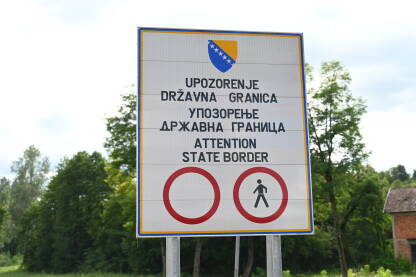 UPOZORENJE
DRŽAVNA GRANICA
УПОЗОРЕЊЕ
ДРЖАВНА ГРАНИЦА
ATTENTION
STATE BORDER